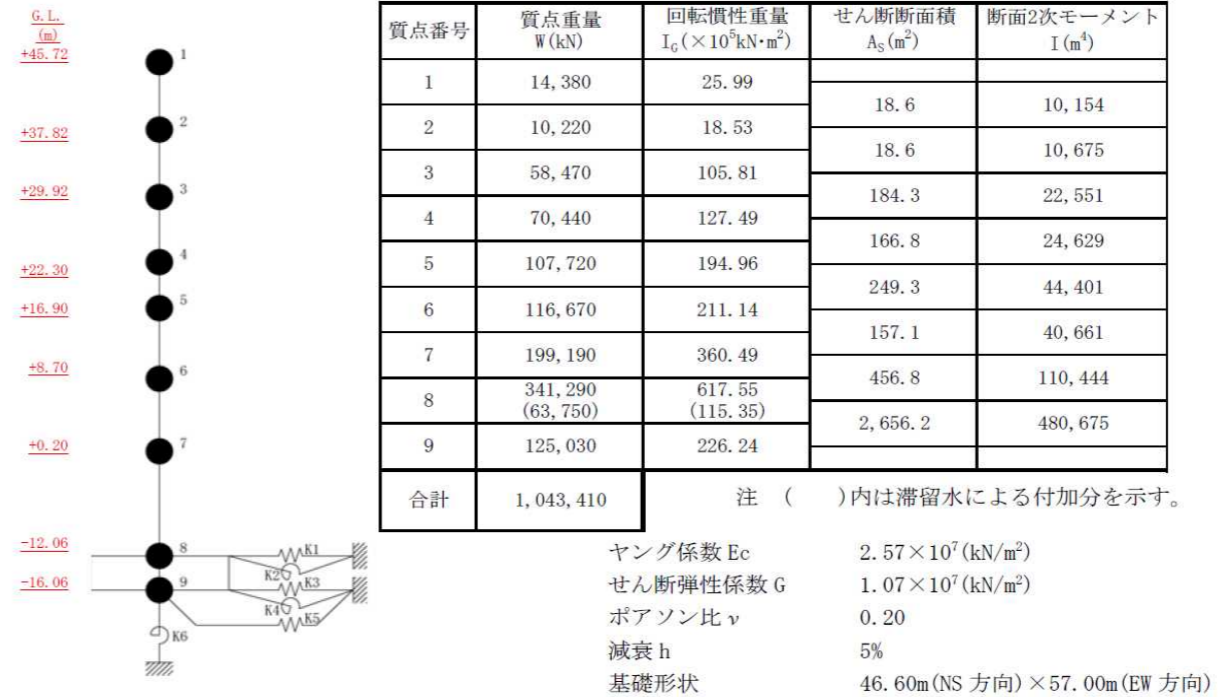 G.L.
(m)
+45.72
+37.82
+29.92
+22.30
+16.90
+8.70
+0.20
-12.06
-16.06
1
2
3
4
5
6
7
8
9
K1
K2
K3
K4
K5
K6
質点番号 質点重量 W(kN) 回転慣性重量 I_G(×10⁵kN·m²) せん断断面積 A_S(m²) 断面2次モーメント I(m⁴)
1 14,380 25.99
18.6 10,154
2 10,220 18.53
18.6 10,675
3 58,470 105.81
184.3 22,551
4 70,440 127.49
166.8 24,629
5 107,720 194.96
249.3 44,401
6 116,670 211.14
157.1 40,661
7 199,190 360.49
456.8 110,444
8 341,290 617.55
(63,750) (115.35)
2,656.2 480,675
9 125,030 226.24
合計 1,043,410
注 ( )内は滞留水による付加分を示す。
ヤング係数 Ec 2.57×10⁷(kN/m²)
せん断弾性係数 G 1.07×10⁷(kN/m²)
ポアソン比 ν 0.20
減衰 h 5%
基礎形状 46.60m(NS 方向)×57.00m(EW 方向)